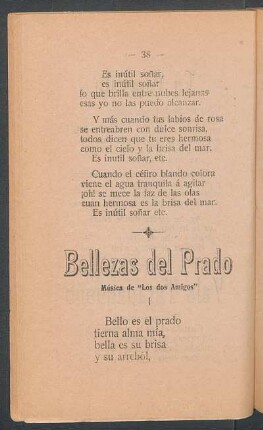 — 38 —
Es inútil soñar,
es inútil soñar
lo que brilla entre nubes lejanas
esas yo no las puedo alcanzar.
Y más cuando tus labios de rosa
se entreabren con dulce sonrisa,
todos dicen que tu eres hermosa
como el cielo y la brisa del mar.
Es inutil soñar, etc.
Cuando el céfiro blando colora
viene el agua tranquila á agitar
¡oh! se mece la faz de las olas
cuan hermosa es la brisa del mar.
Es inútil soñar etc.
Bellezas del Prado
Música de "Los dos Amigos"
I
Bello es el prado
tierna alma mía,
bella es su brisa
y su arrebol,